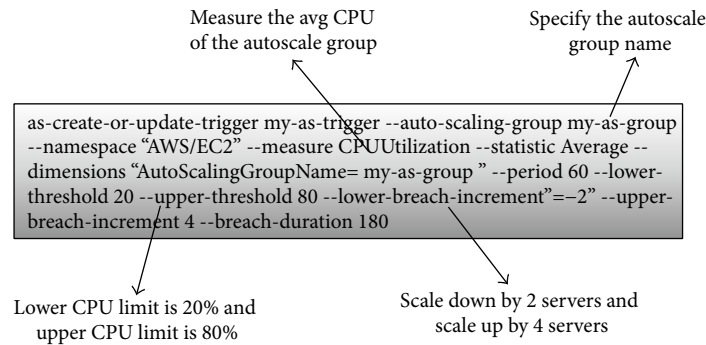 Measure the avg CPU
of the autoscale group
Specify the autoscale
group name
as-create-or-update-trigger my-as-trigger --auto-scaling-group my-as-group
--namespace “AWS/EC2” --measure CPUUtilization --statistic Average --
dimensions “AutoScalingGroupName= my-as-group ” --period 60 --lower-
threshold 20 --upper-threshold 80 --lower-breach-increment”=−2” --upper-
breach-increment 4 --breach-duration 180
Lower CPU limit is 20% and
upper CPU limit is 80%
Scale down by 2 servers and
scale up by 4 servers